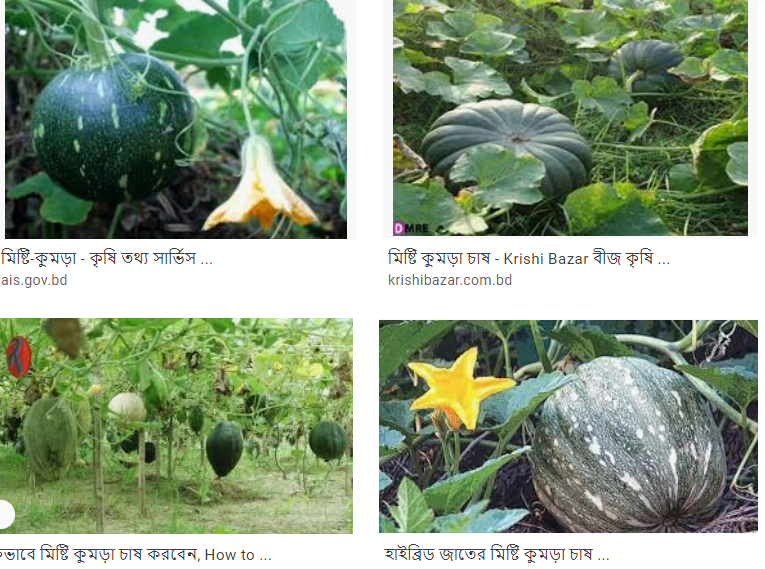 মিষ্টি-কুমড়া - কৃষি তথ্য সার্ভিস ...
ais.gov.bd
DMRE
মিষ্টি কুমড়া চাষ - Krishi Bazar বীজ কৃষি ...
krishibazar.com.bd
মিষ্টি কুমড়া চাষ করবেন, How to ...
হাইব্রিড জাতের মিষ্টি কুমড়া চাষ ...